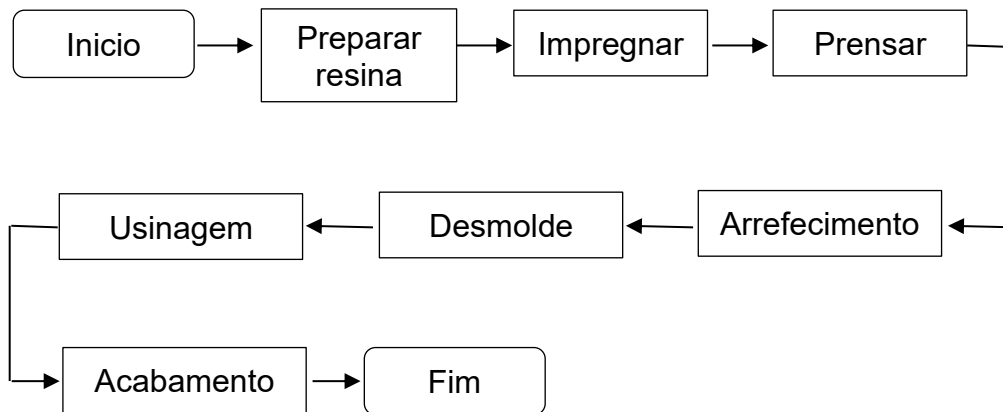 Inicio
Preparar
resina
Impregnar
Prensar
Arrefecimento
Desmolde
Usinagem
Acabamento
Fim